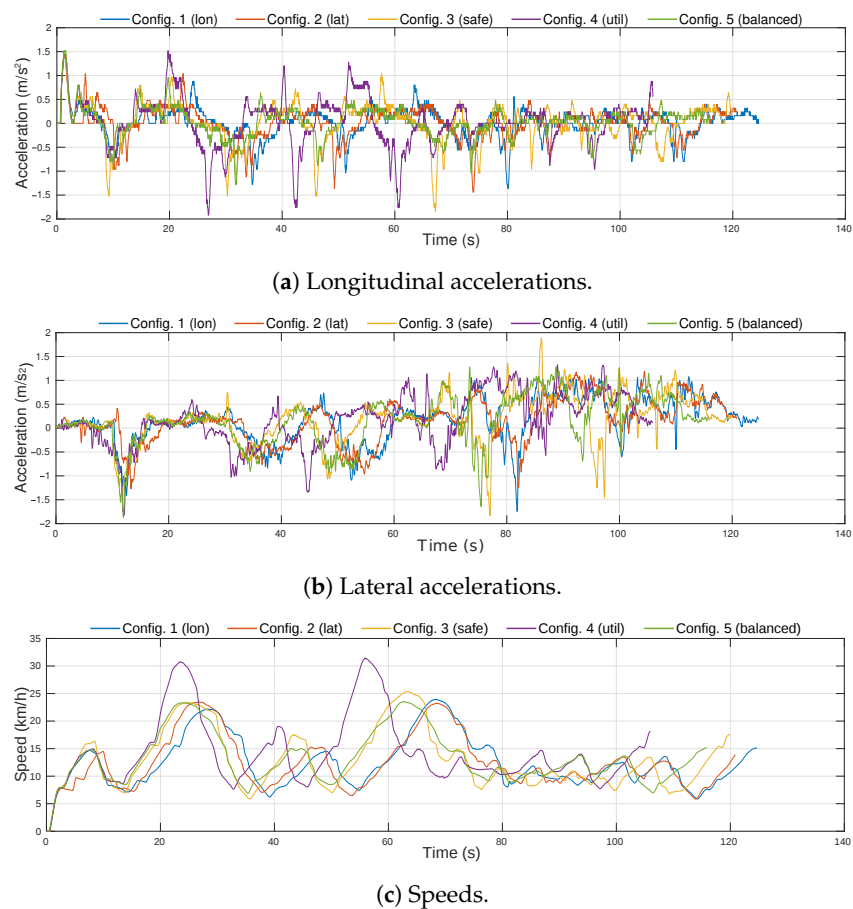 Config. 1 (lon) Config. 2 (lat) Config. 3 (safe) Config. 4 (util) Config. 5 (balanced)
2
1.5
1
0.5
0
−0.5
-1
-1.5
−2
Acceleration (m/s²)
0 20 40 60 80 100 120 140
Time (s)
(a) Longitudinal accelerations.
Config. 1 (lon) Config. 2 (lat) Config. 3 (safe) Config. 4 (util) Config. 5 (balanced)
2
1.5
1
0.5
0
-0.5
-1
-1.5
−2
Acceleration (m/s2)
0 20 40 60 80 100 120 140
Time (s)
(b) Lateral accelerations.
Config. 1 (lon) Config. 2 (lat) Config. 3 (safe) Config. 4 (util) Config. 5 (balanced)
35
30
25
20
15
10
5
0
Speed (km/h)
0 20 40 60 80 100 120 140
Time (s)
(c) Speeds.